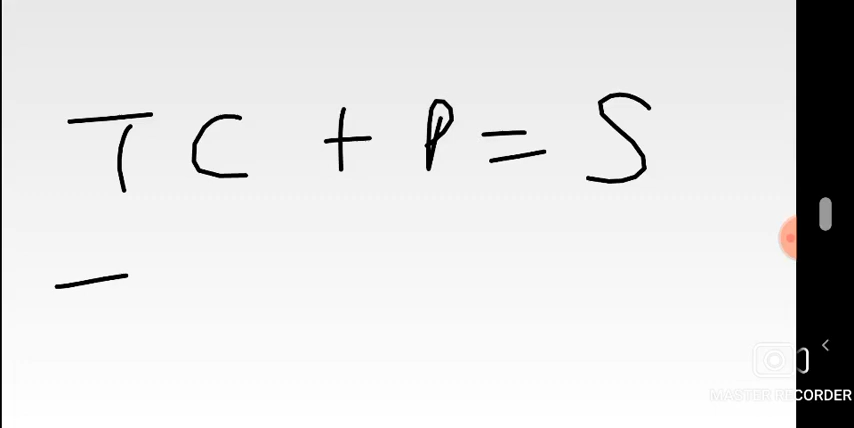 TC + P = S
MASTER RECORDER